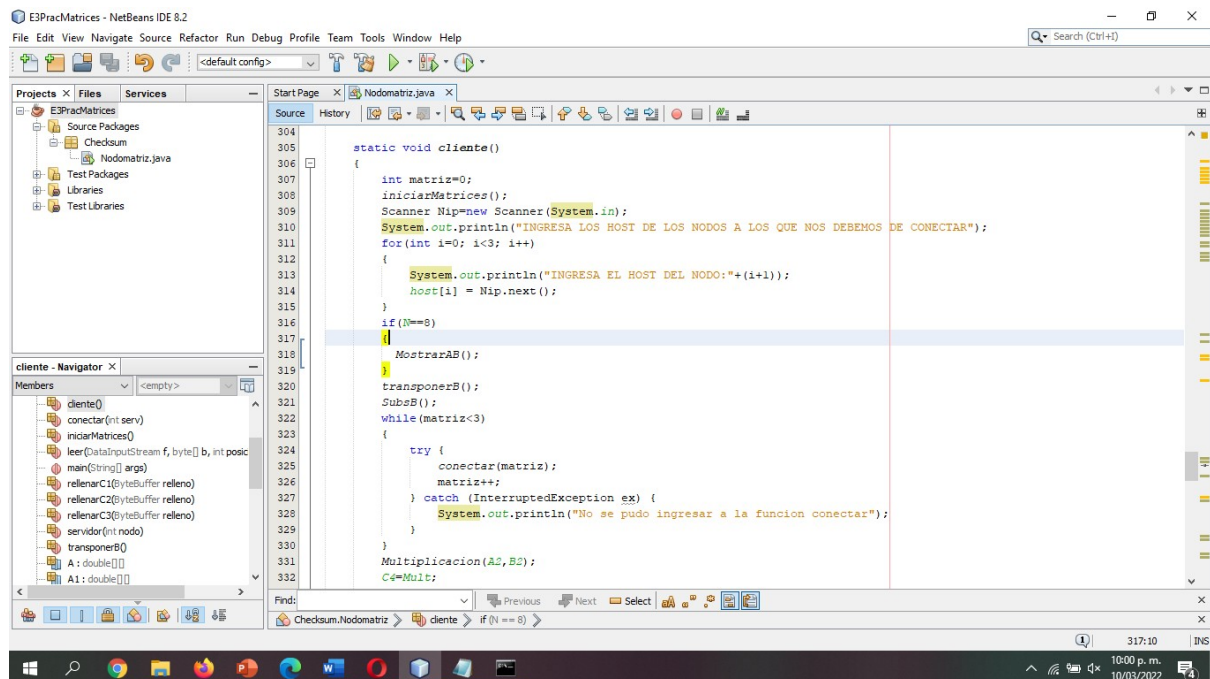 E3PracMatrices - NetBeans IDE 8.2
File Edit View Navigate Source Refactor Run Debug Profile Team Tools Window Help
Search (Ctrl+I)
<default config>
Projects Files Services
E3PracMatrices
Source Packages
Checksum
Nodomatriz.java
Test Packages
Libraries
Test Libraries
cliente - Navigator
Members <empty>
cliente()
conectar(int serv)
iniciarMatrices()
leer(DataInputStream f, byte[] b, int posic
main(String[] args)
rellenarC1(ByteBuffer relleno)
rellenarC2(ByteBuffer relleno)
rellenarC3(ByteBuffer relleno)
servidor(int nodo)
transponerB()
A : double[][]
A1 : double[][]
Start Page Nodomatriz.java
Source History
304
305 static void cliente()
306 {
307 int matriz=0;
308 iniciarMatrices();
309 Scanner Nip=new Scanner(System.in);
310 System.out.println("INGRESA LOS HOST DE LOS NODOS A LOS QUE NOS DEBEMOS DE CONECTAR");
311 for(int i=0; i<3; i++)
312 {
313 System.out.println("INGRESA EL HOST DEL NODO:"+(i+1));
314 host[i] = Nip.next();
315 }
316 if(N==8)
317 {
318 MostrarAB();
319 }
320 transponerB();
321 SubsB();
322 while(matriz<3)
323 {
324 try {
325 conectar(matriz);
326 matriz++;
327 } catch (InterruptedException ex) {
328 System.out.println("No se pudo ingresar a la funcion conectar");
329 }
330 }
331 Multiplicacion(A2,B2);
332 C4=Mult;
Find: Previous Next Select
Checksum.Nodomatriz cliente if (N == 8)
1 317:10 INS
10:00 p. m.
10/03/2022
4